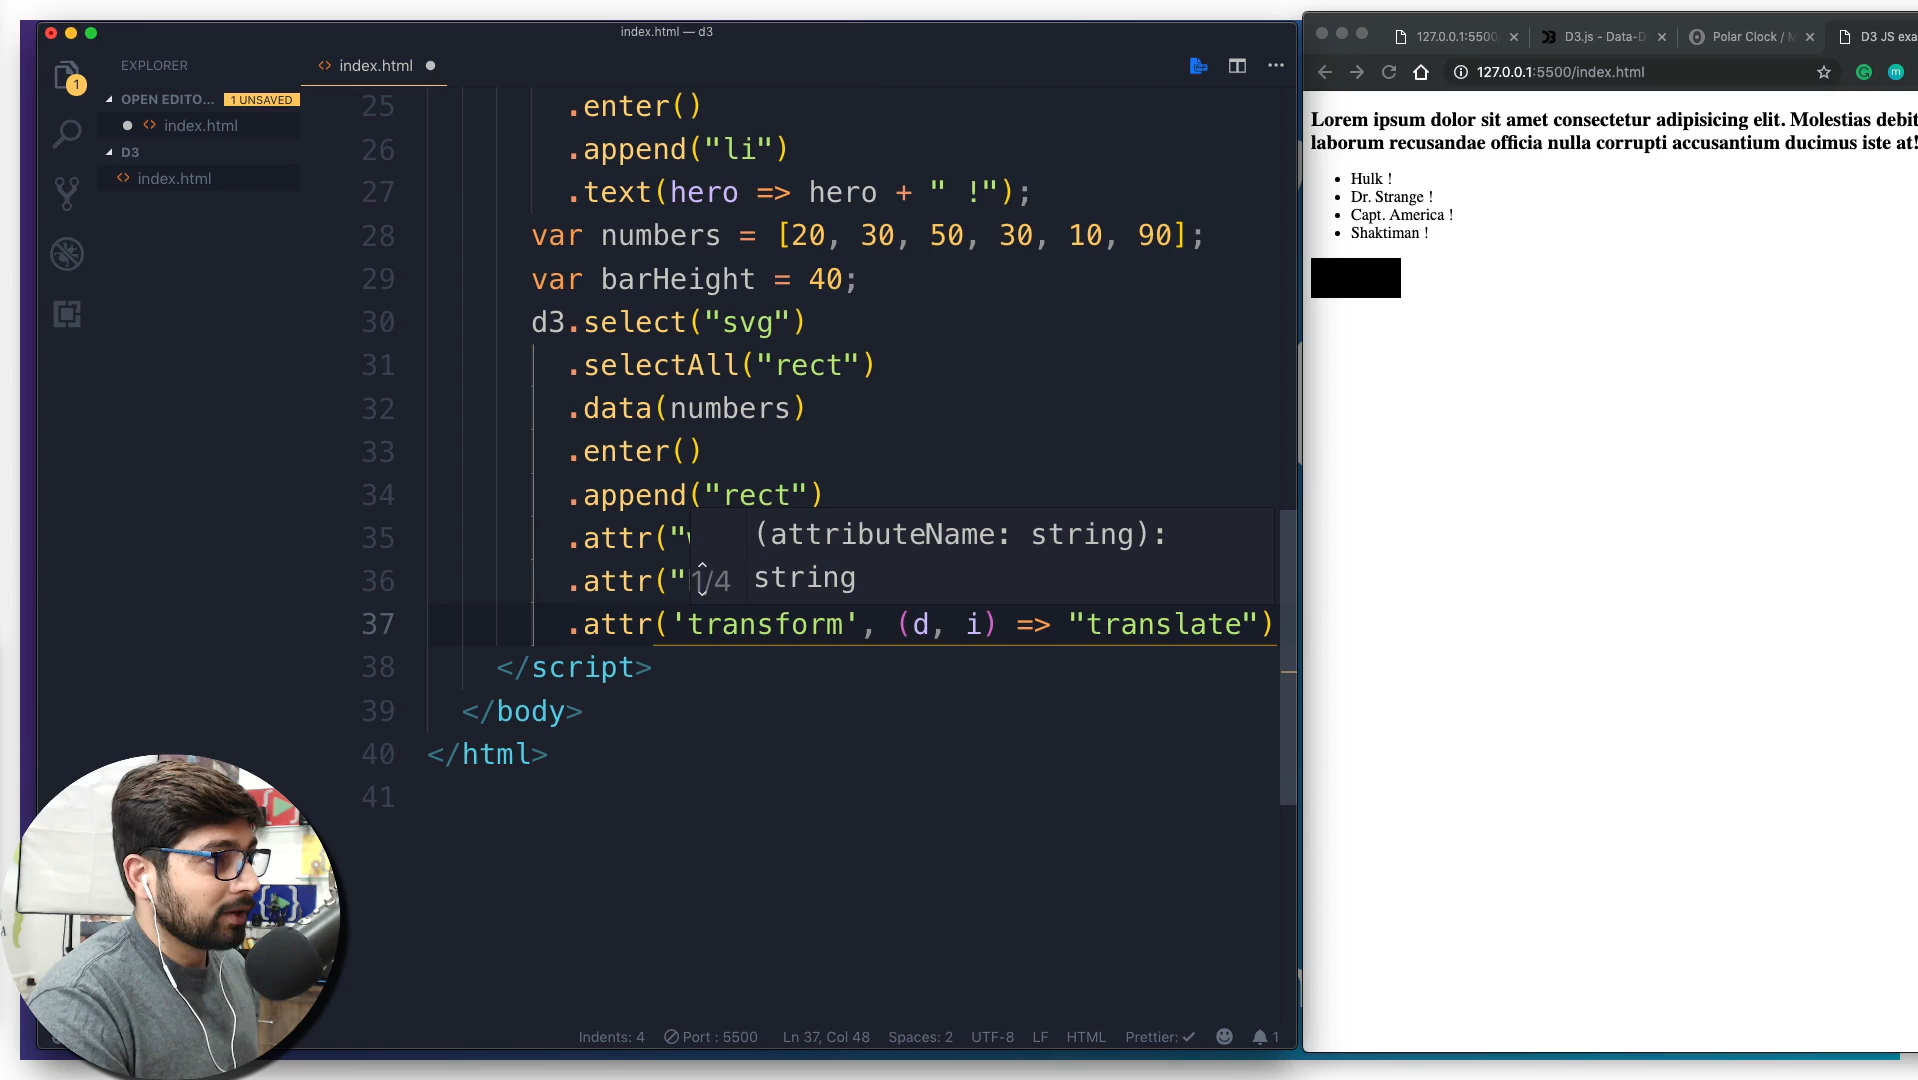 index.html — d3
EXPLORER
OPEN EDITO... 1 UNSAVED
index.html
D3
index.html
1
index.html
25 .enter()
26 .append("li")
27 .text(hero => hero + " !");
28 var numbers = [20, 30, 50, 30, 10, 90];
29 var barHeight = 40;
30 d3.select("svg")
31 .selectAll("rect")
32 .data(numbers)
33 .enter()
34 .append("rect")
35 .attr("
36 .attr("
1/4 (attributeName: string):
string
37 .attr('transform', (d, i) => "translate")
38 </script>
39 </body>
40 </html>
41
Indents: 4 Port : 5500 Ln 37, Col 48 Spaces: 2 UTF-8 LF HTML Prettier: ✓ 1
127.0.0.1:5500 D3.js - Data-D Polar Clock / M D3 JS exa
127.0.0.1:5500/index.html
Lorem ipsum dolor sit amet consectetur adipisicing elit. Molestias debit
laborum recusandae officia nulla corrupti accusantium ducimus iste at!
• Hulk !
• Dr. Strange !
• Capt. America !
• Shaktiman !